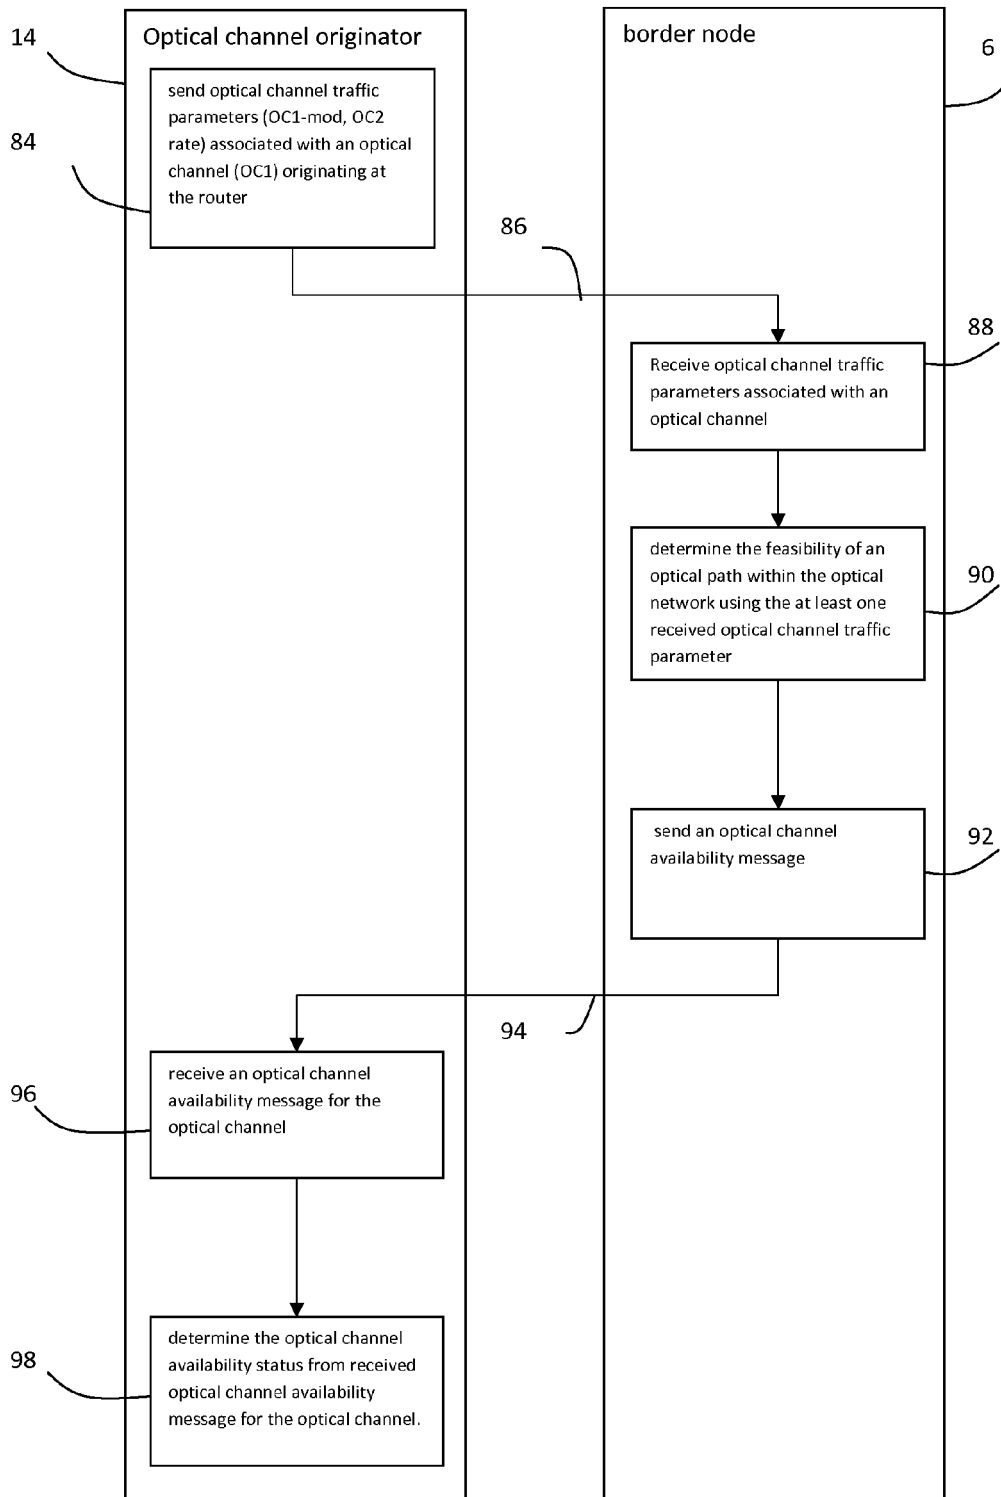 14
Optical channel originator
border node
6
84
send optical channel traffic
parameters (OC1-mod, OC2
rate) associated with an optical
channel (OC1) originating at
the router
86
88
Receive optical channel traffic
parameters associated with an
optical channel
90
determine the feasibility of an
optical path within the optical
network using the at least one
received optical channel traffic
parameter
92
send an optical channel
availability message
94
96
receive an optical channel
availability message for the
optical channel
98
determine the optical channel
availability status from received
optical channel availability
message for the optical channel.